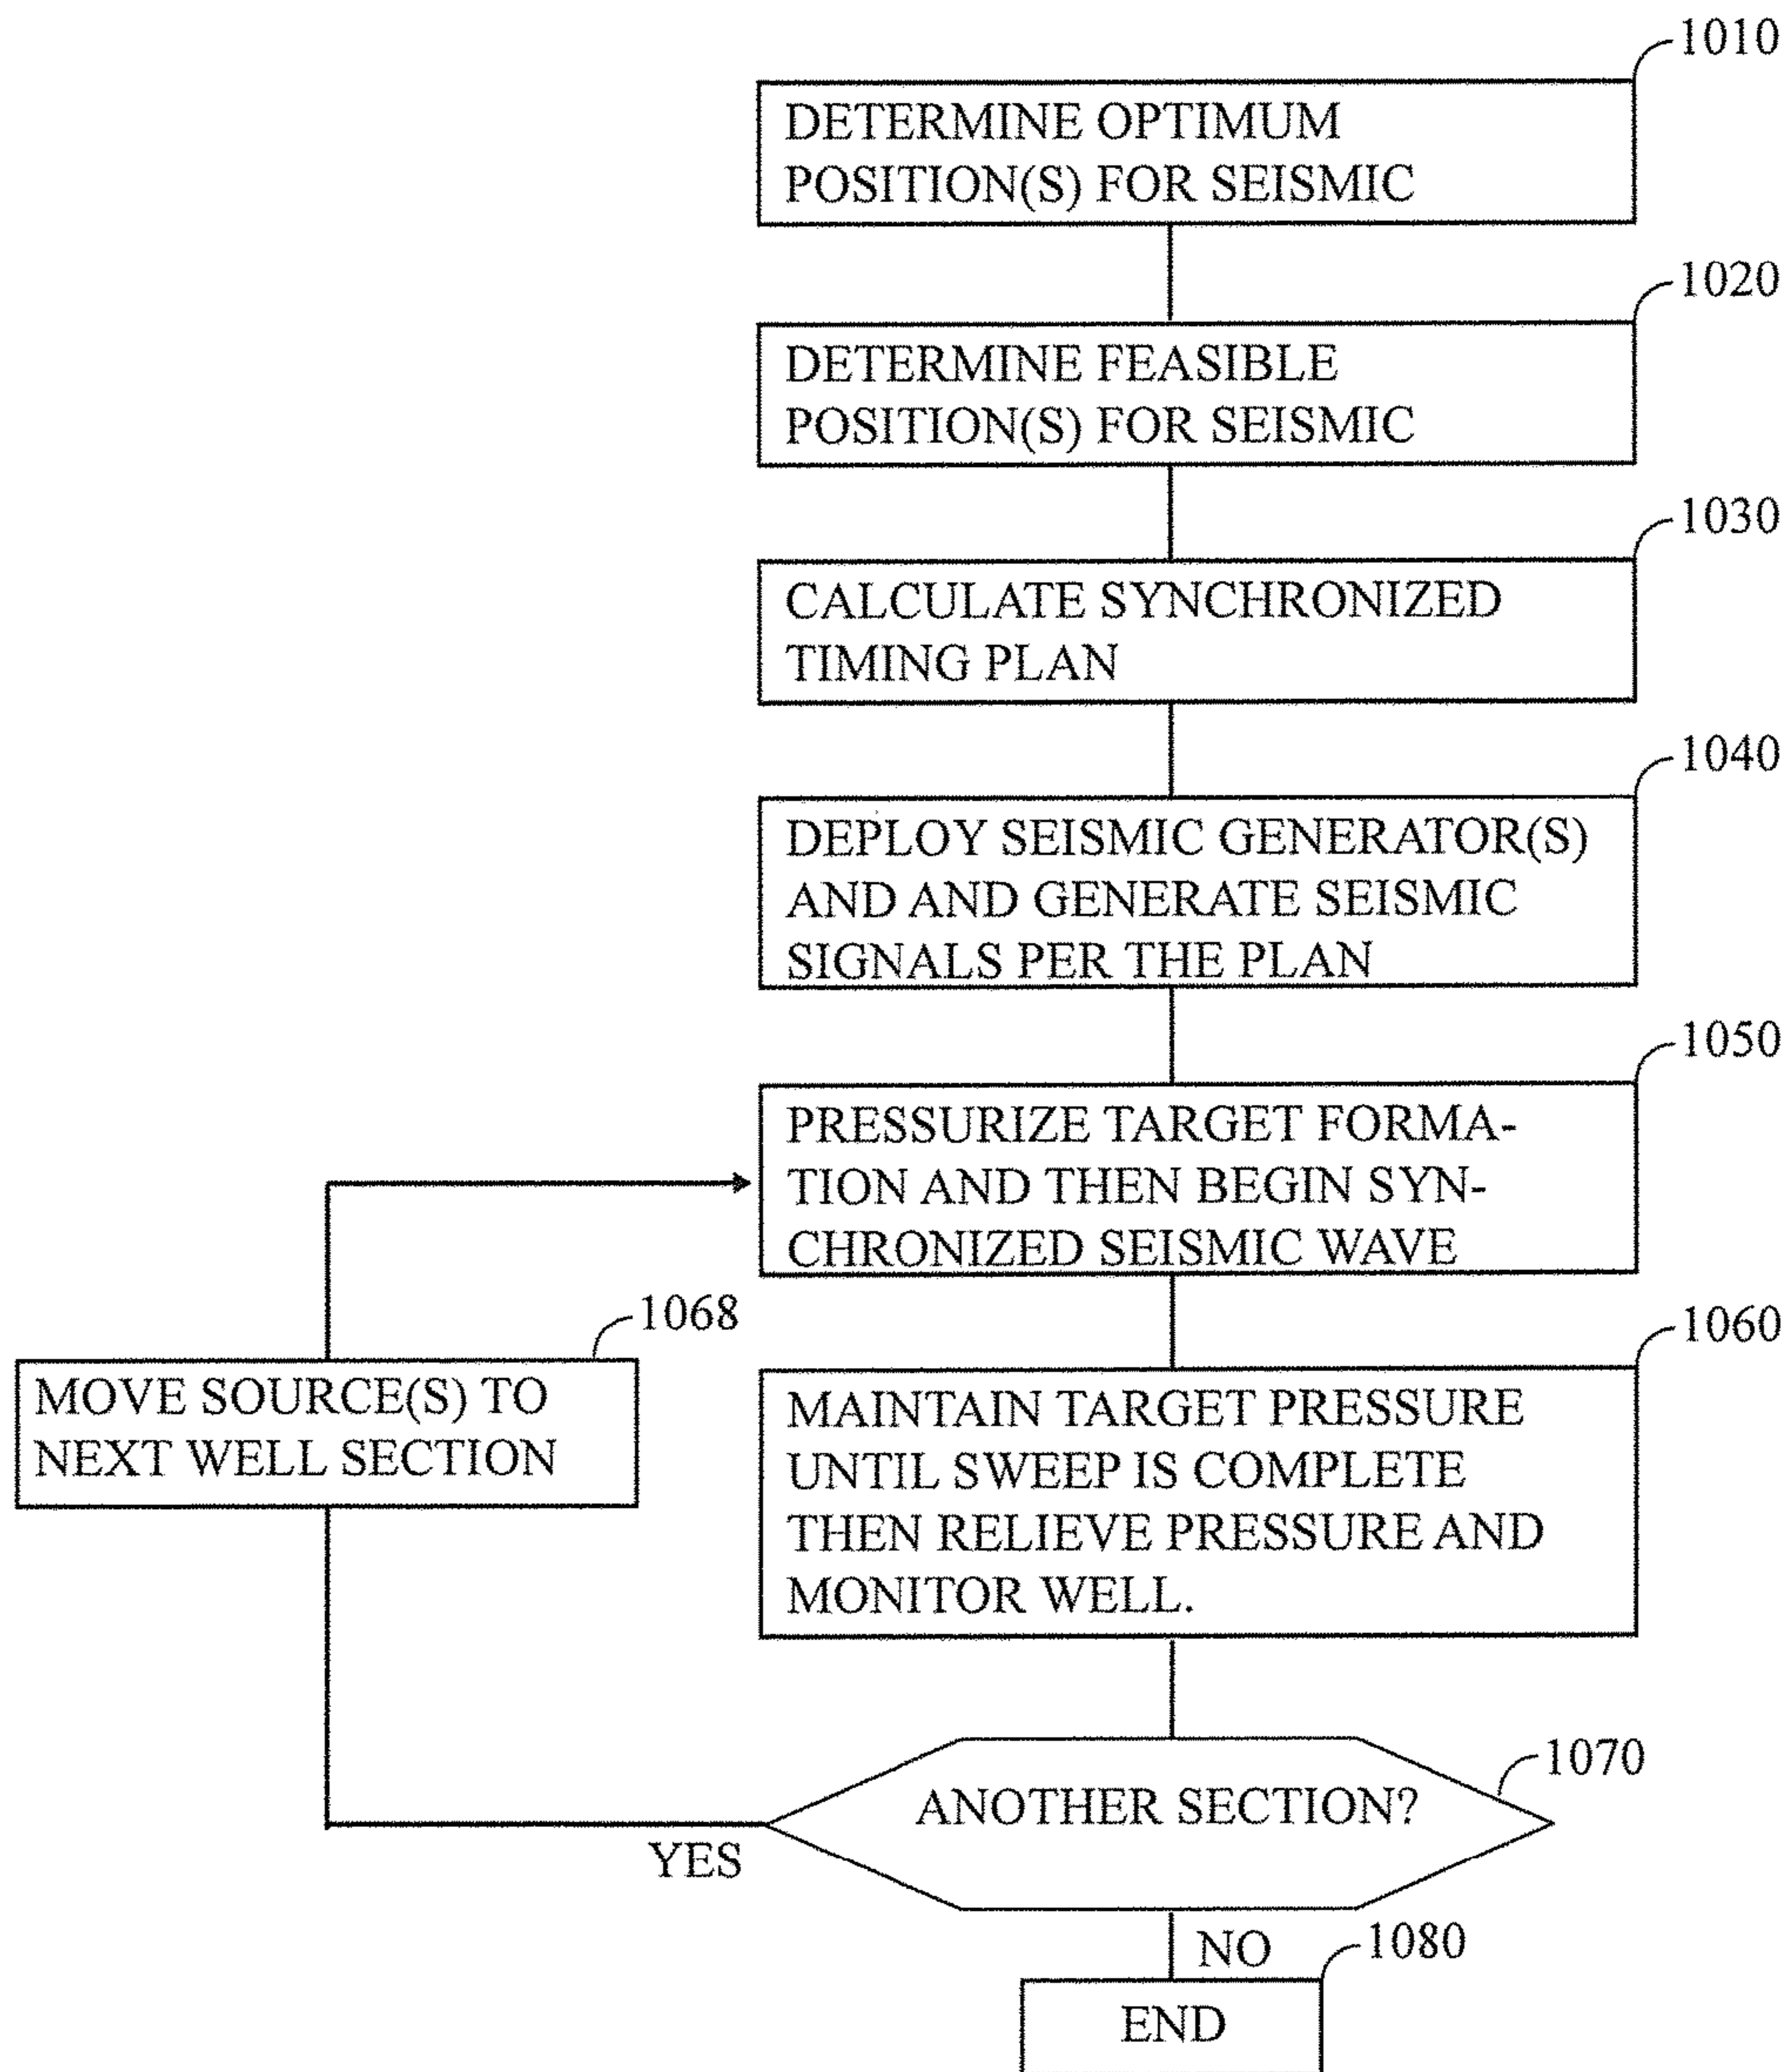 1010
DETERMINE OPTIMUM
POSITION(S) FOR SEISMIC
1020
DETERMINE FEASIBLE
POSITION(S) FOR SEISMIC
1030
CALCULATE SYNCHRONIZED
TIMING PLAN
1040
DEPLOY SEISMIC GENERATOR(S)
AND AND GENERATE SEISMIC
SIGNALS PER THE PLAN
1050
PRESSURIZE TARGET FORMA-
TION AND THEN BEGIN SYN-
CHRONIZED SEISMIC WAVE
1068
MOVE SOURCE(S) TO
NEXT WELL SECTION
1060
MAINTAIN TARGET PRESSURE
UNTIL SWEEP IS COMPLETE
THEN RELIEVE PRESSURE AND
MONITOR WELL.
1070
ANOTHER SECTION?
YES
NO
1080
END